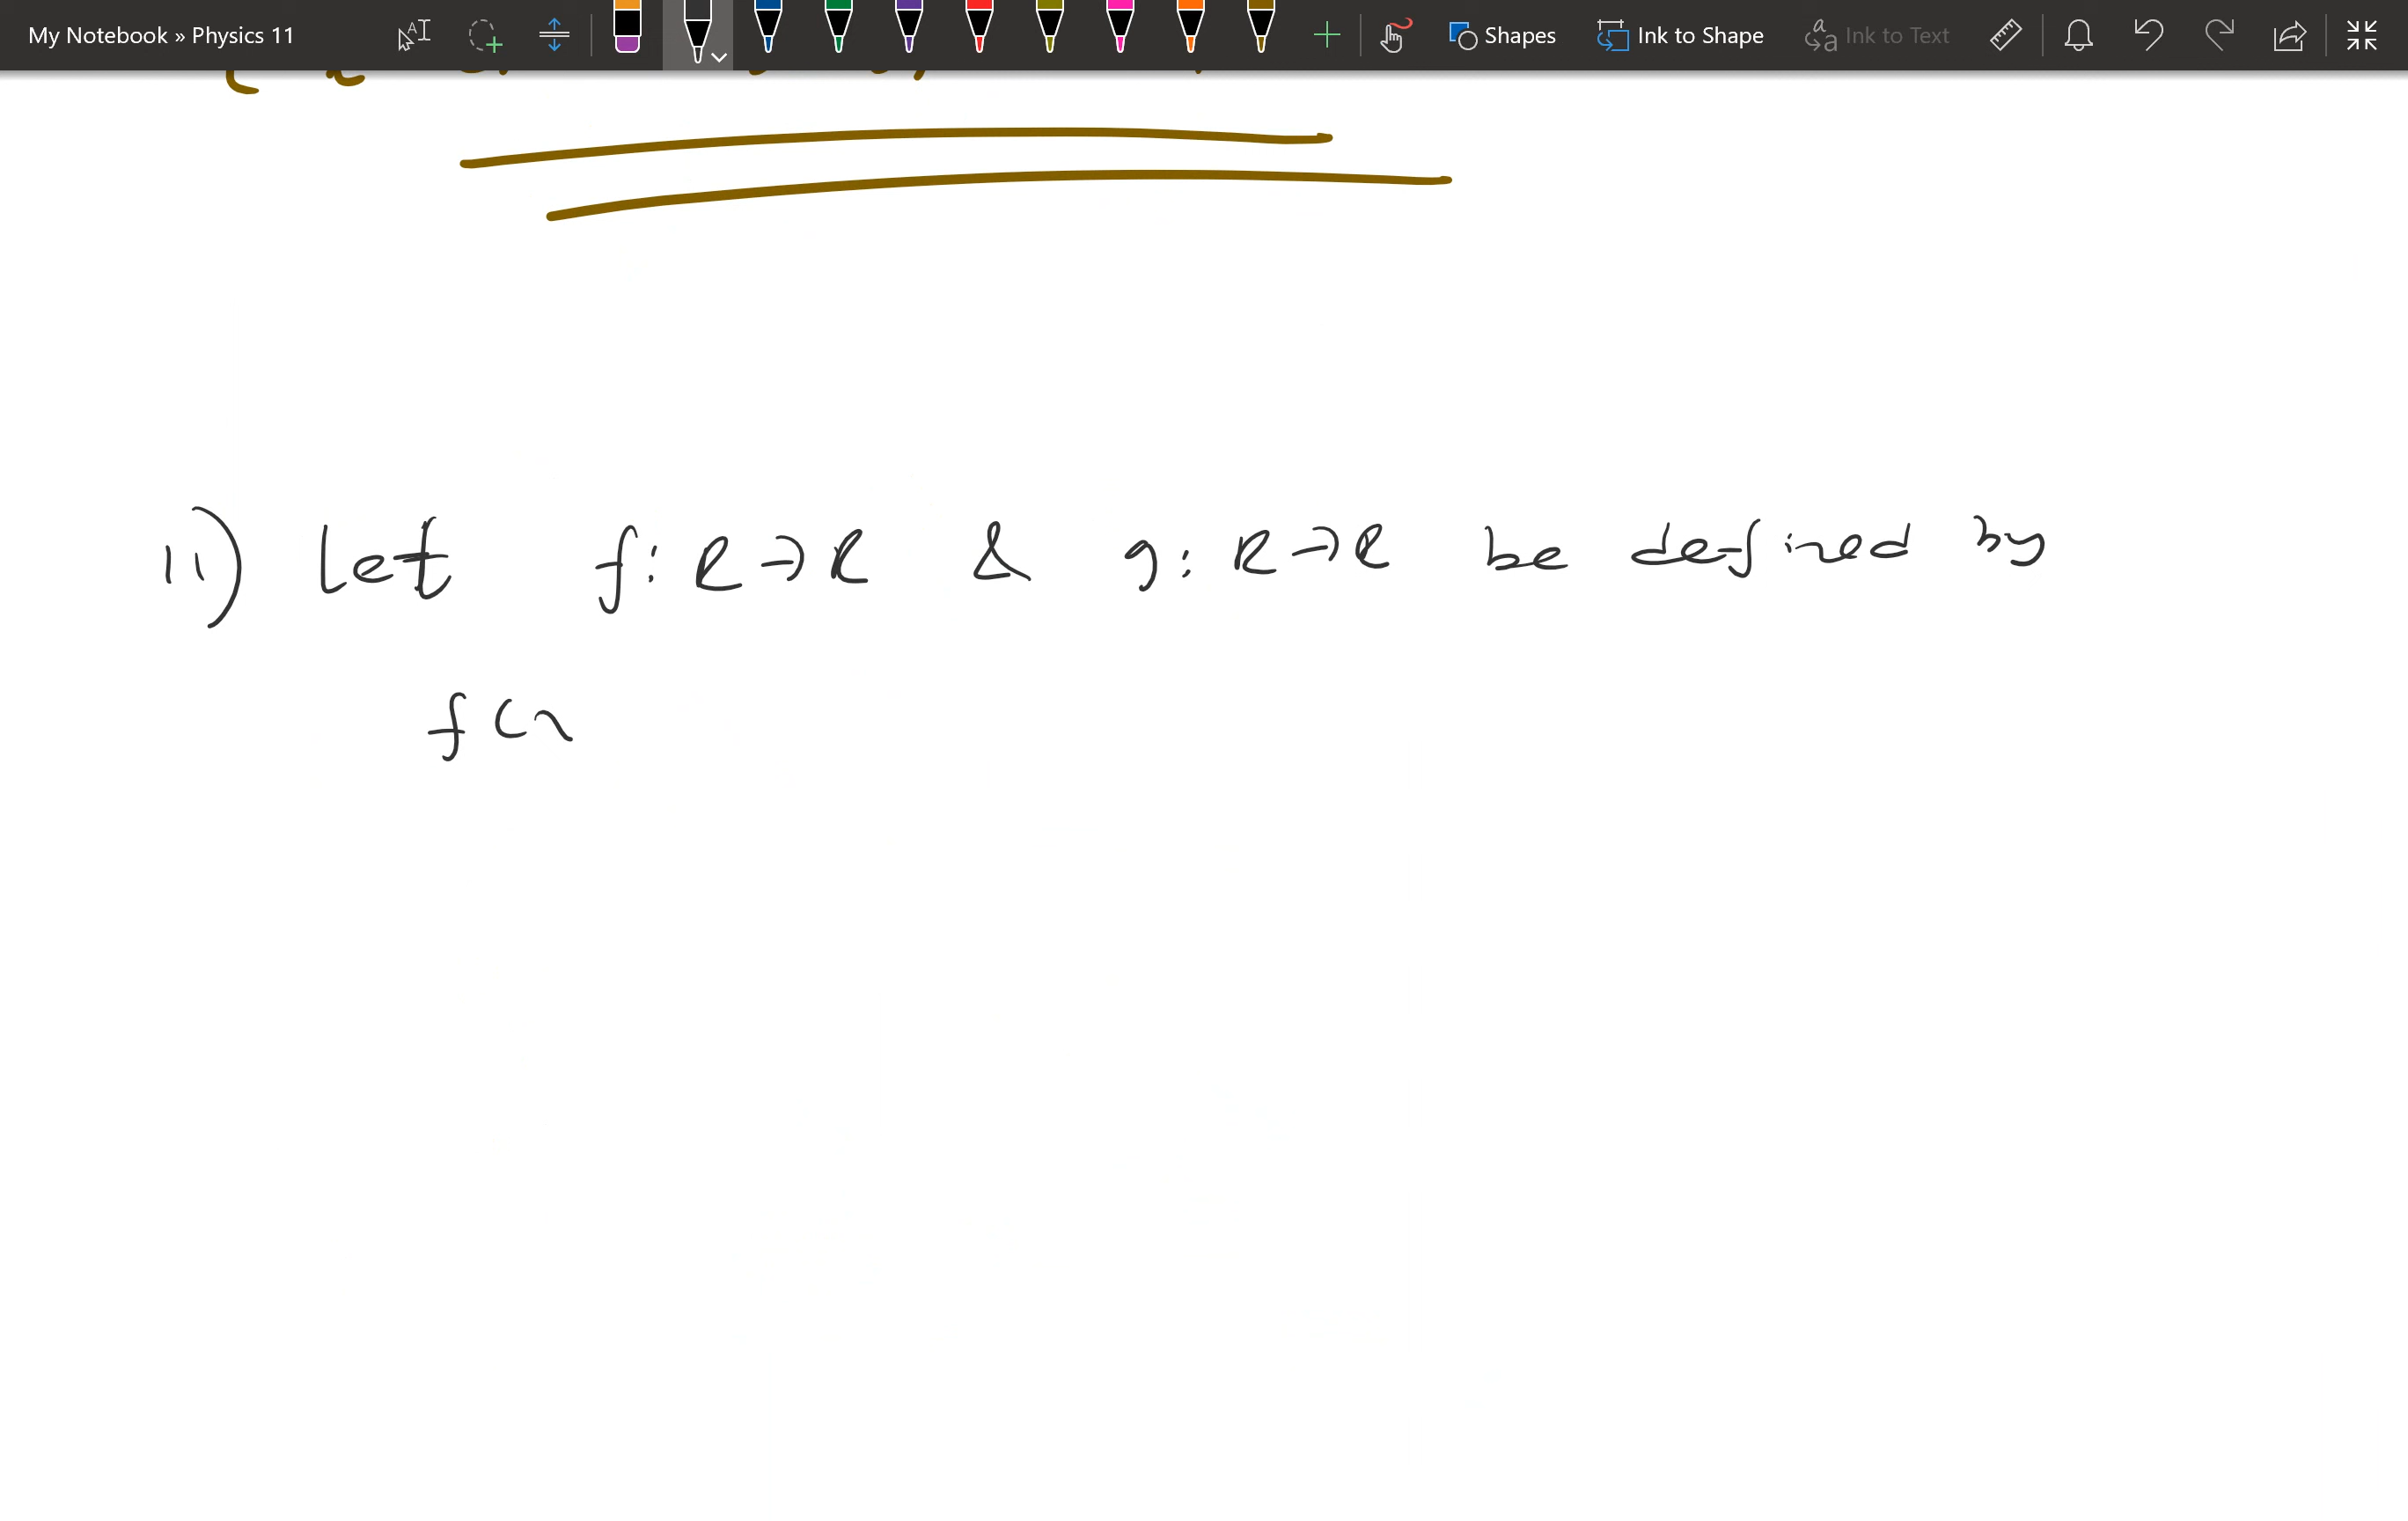 My Notebook » Physics 11
Shapes
Ink to Shape
Ink to Text
11) Let f: R→R & g: R→R be defined by
f(x